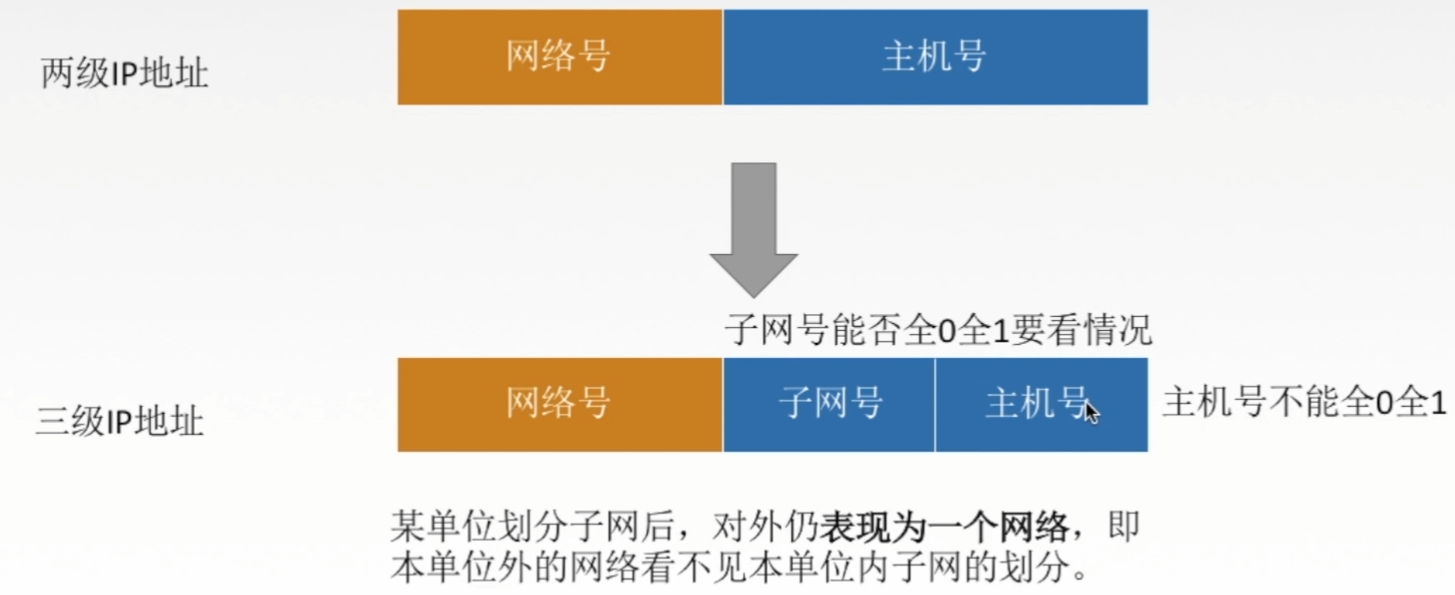 两级IP地址
网络号
主机号
子网号能否全0全1要看情况
三级IP地址
网络号
子网号
主机号
主机号不能全0全1
某单位划分子网后，对外仍表现为一个网络，即
本单位外的网络看不见本单位内子网的划分。